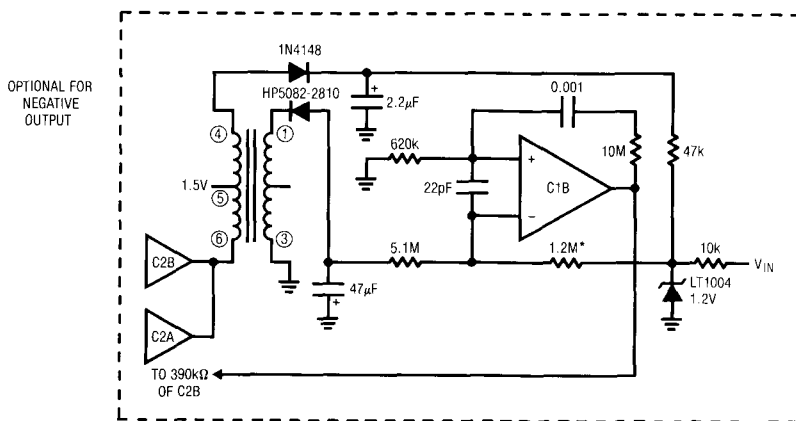 OPTIONAL FOR
NEGATIVE
OUTPUT
1N4148
HP5082-2810
+
2.2µF
0.001
④
①
620k
+
10M
47k
1.5V
⑤
22pF
C1B
–
⑥
③
5.1M
1.2M*
10k
VIN
C2B
47µF
+
LT1004
1.2V
C2A
TO 390kΩ
OF C2B